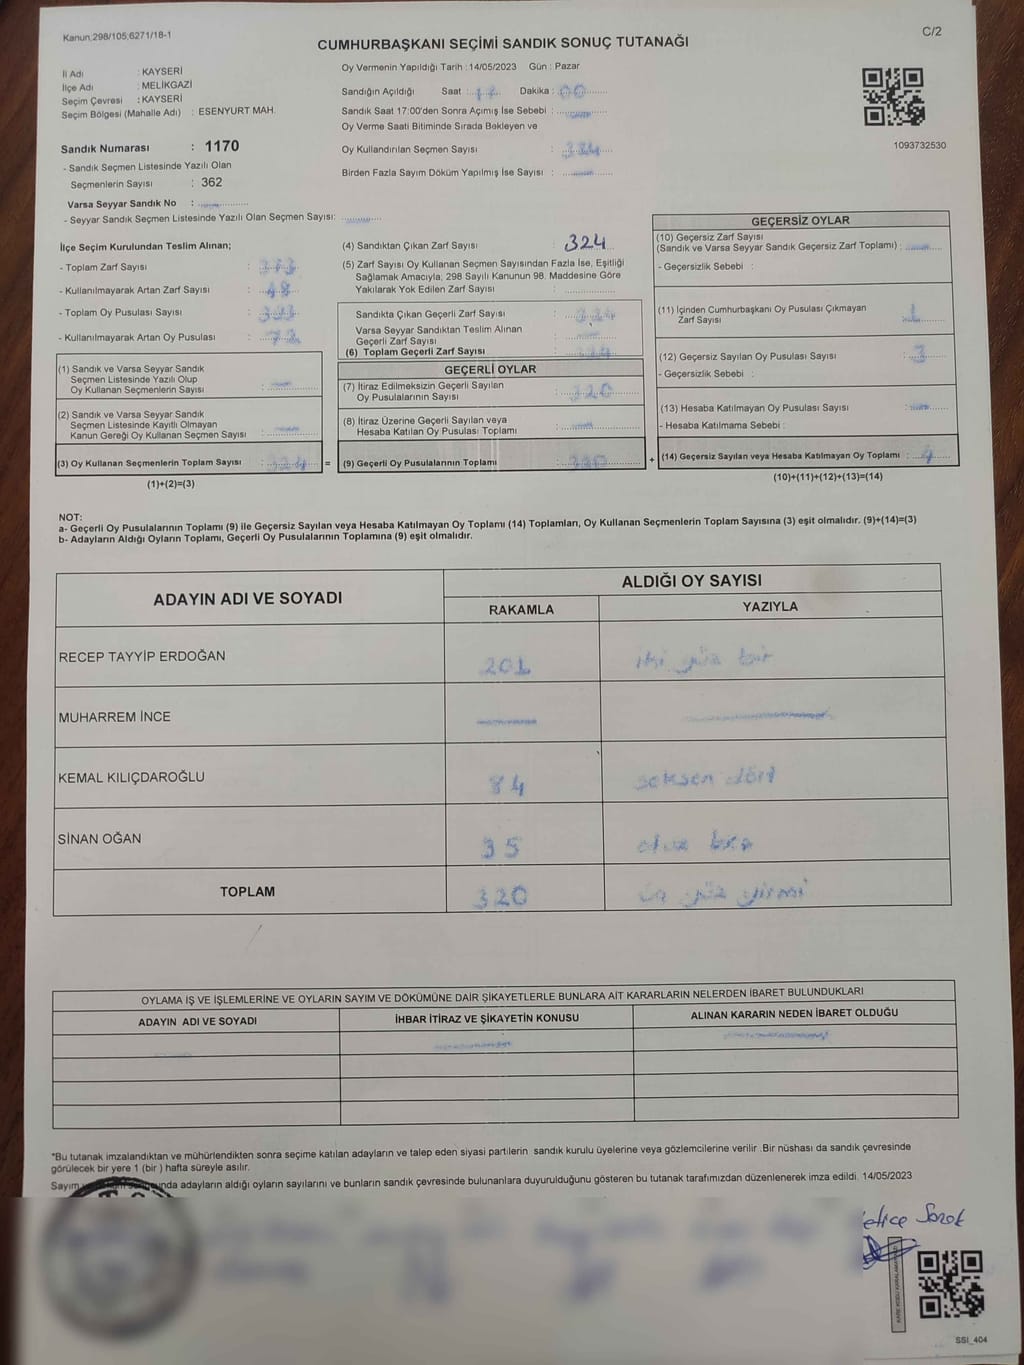 Kanun;298/105;6271/18-1
C/2
CUMHURBAŞKANI SEÇİMİ SANDIK SONUÇ TUTANAĞI
İl Adı : KAYSERİ
İlçe Adı : MELİKGAZİ
Seçim Çevresi : KAYSERİ
Seçim Bölgesi (Mahalle Adı) : ESENYURT MAH.
Sandık Numarası : 1170
- Sandık Seçmen Listesinde Yazılı Olan
Seçmenlerin Sayısı : 362
Varsa Seyyar Sandık No :
- Seyyar Sandık Seçmen Listesinde Yazılı Olan Seçmen Sayısı:
Oy Vermenin Yapıldığı Tarih : 14/05/2023 Gün : Pazar
Sandığın Açıldığı Saat : 17 Dakika : 00
Sandık Saat 17:00'den Sonra Açımış İse Sebebi :
Oy Verme Saati Bitiminde Sırada Bekleyen ve
Oy Kullandırılan Seçmen Sayısı : 324
Birden Fazla Sayım Döküm Yapılmış İse Sayısı :
1093732530
İlçe Seçim Kurulundan Teslim Alınan;
- Toplam Zarf Sayısı :
- Kullanılmayarak Artan Zarf Sayısı : 48
- Toplam Oy Pusulası Sayısı :
- Kullanılmayarak Artan Oy Pusulası : 72
(1) Sandık ve Varsa Seyyar Sandık
Seçmen Listesinde Yazılı Olup
Oy Kullanan Seçmenlerin Sayısı :
(2) Sandık ve Varsa Seyyar Sandık
Seçmen Listesinde Kayıtlı Olmayan
Kanun Gereği Oy Kullanan Seçmen Sayısı :
(3) Oy Kullanan Seçmenlerin Toplam Sayısı : 324 =
(1)+(2)=(3)
(4) Sandıktan Çıkan Zarf Sayısı : 324
(5) Zarf Sayısı Oy Kullanan Seçmen Sayısından Fazla İse, Eşitliği
Sağlamak Amacıyla; 298 Sayılı Kanunun 98. Maddesine Göre
Yakılarak Yok Edilen Zarf Sayısı :
Sandıkta Çıkan Geçerli Zarf Sayısı : 324
Varsa Seyyar Sandıktan Teslim Alınan
Geçerli Zarf Sayısı :
(6) Toplam Geçerli Zarf Sayısı : 324
GEÇERLİ OYLAR
(7) İtiraz Edilmeksizin Geçerli Sayılan
Oy Pusulalarının Sayısı : 320
(8) İtiraz Üzerine Geçerli Sayılan veya
Hesaba Katılan Oy Pusulası Toplamı :
(9) Geçerli Oy Pusulalarının Toplamı : 320 +
GEÇERSİZ OYLAR
(10) Geçersiz Zarf Sayısı
(Sandık ve Varsa Seyyar Sandık Geçersiz Zarf Toplamı) :
- Geçersizlik Sebebi :
(11) İçinden Cumhurbaşkanı Oy Pusulası Çıkmayan
Zarf Sayısı : 1
(12) Geçersiz Sayılan Oy Pusulası Sayısı : 3
- Geçersizlik Sebebi :
(13) Hesaba Katılmayan Oy Pusulası Sayısı :
- Hesaba Katılmama Sebebi :
(14) Geçersiz Sayılan veya Hesaba Katılmayan Oy Toplamı : 4
(10)+(11)+(12)+(13)=(14)
NOT:
a- Geçerli Oy Pusulalarının Toplamı (9) ile Geçersiz Sayılan veya Hesaba Katılmayan Oy Toplamı (14) Toplamları, Oy Kullanan Seçmenlerin Toplam Sayısına (3) eşit olmalıdır. (9)+(14)=(3)
b- Adayların Aldığı Oyların Toplamı, Geçerli Oy Pusulalarının Toplamına (9) eşit olmalıdır.
ADAYIN ADI VE SOYADI
ALDIĞI OY SAYISI
RAKAMLA YAZIYLA
RECEP TAYYİP ERDOĞAN 201 iki yüz bir
MUHARREM İNCE
KEMAL KILIÇDAROĞLU 84 seksen dört
SİNAN OĞAN 35 otuz beş
TOPLAM 320 üç yüz yirmi
OYLAMA İŞ VE İŞLEMLERİNE VE OYLARIN SAYIM VE DÖKÜMÜNE DAİR ŞİKAYETLERLE BUNLARA AİT KARARLARIN NELERDEN İBARET BULUNDUKLARI
ADAYIN ADI VE SOYADI İHBAR İTİRAZ VE ŞİKAYETİN KONUSU ALINAN KARARIN NEDEN İBARET OLDUĞU
"Bu tutanak imzalandıktan ve mühürlendikten sonra seçime katılan adayların ve talep eden siyasi partilerin sandık kurulu üyelerine veya gözlemcilerine verilir .Bir nüshası da sandık çevresinde
görülecek bir yere 1 (bir ) hafta süreyle asılır.
Sayım adayların aldığı oyların sayılarını ve bunların sandık çevresinde bulunanlara duyurulduğunu gösteren bu tutanak tarafımızdan düzenlenerek imza edildi. 14/05/2023
SSI_404